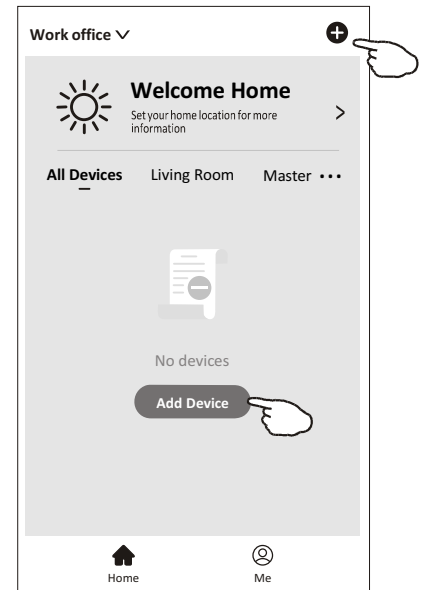 Work office
Welcome Home
Set your home location for more
information
All Devices Living Room Master
No devices
Add Device
Home Me